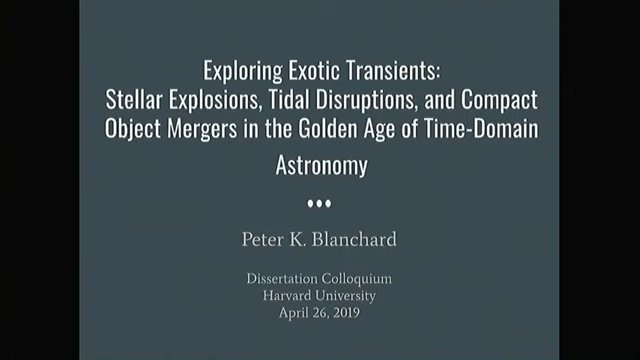 Exploring Exotic Transients:
Stellar Explosions, Tidal Disruptions, and Compact
Object Mergers in the Golden Age of Time-Domain
Astronomy
Peter K. Blanchard
Dissertation Colloquium
Harvard University
April 26, 2019